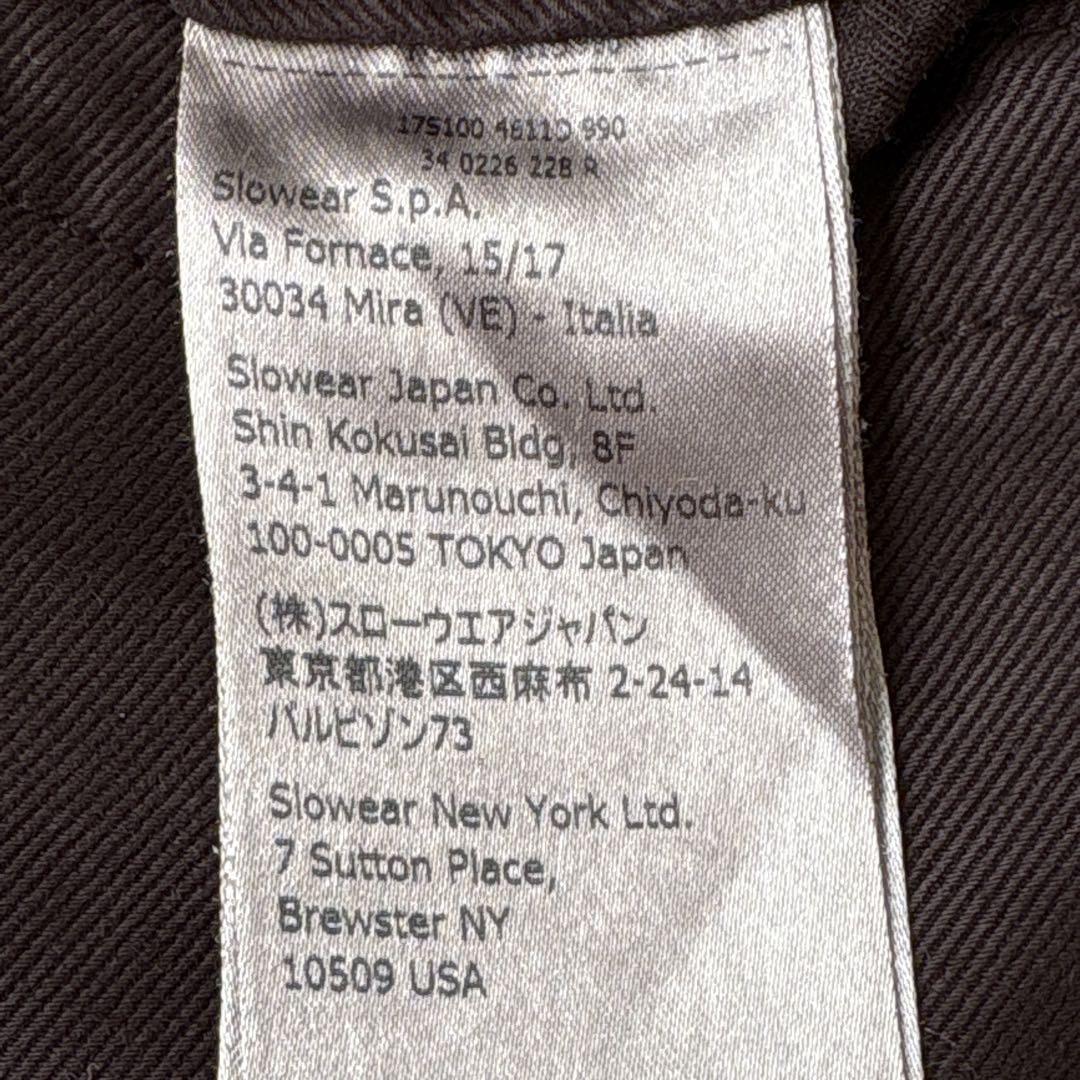 34 0226 228 R
Slowear S.p.A.
Via Fornace, 15/17
30034 Mira (VE) - Italia
Slowear Japan Co. Ltd.
Shin Kokusai Bldg, 8F
3-4-1 Marunouchi, Chiyoda-ku
100-0005 TOKYO Japan
(株)スローウエアジャパン
東京都港区西麻布 2-24-14
バルビゾン73
Slowear New York Ltd.
7 Sutton Place,
Brewster NY
10509 USA